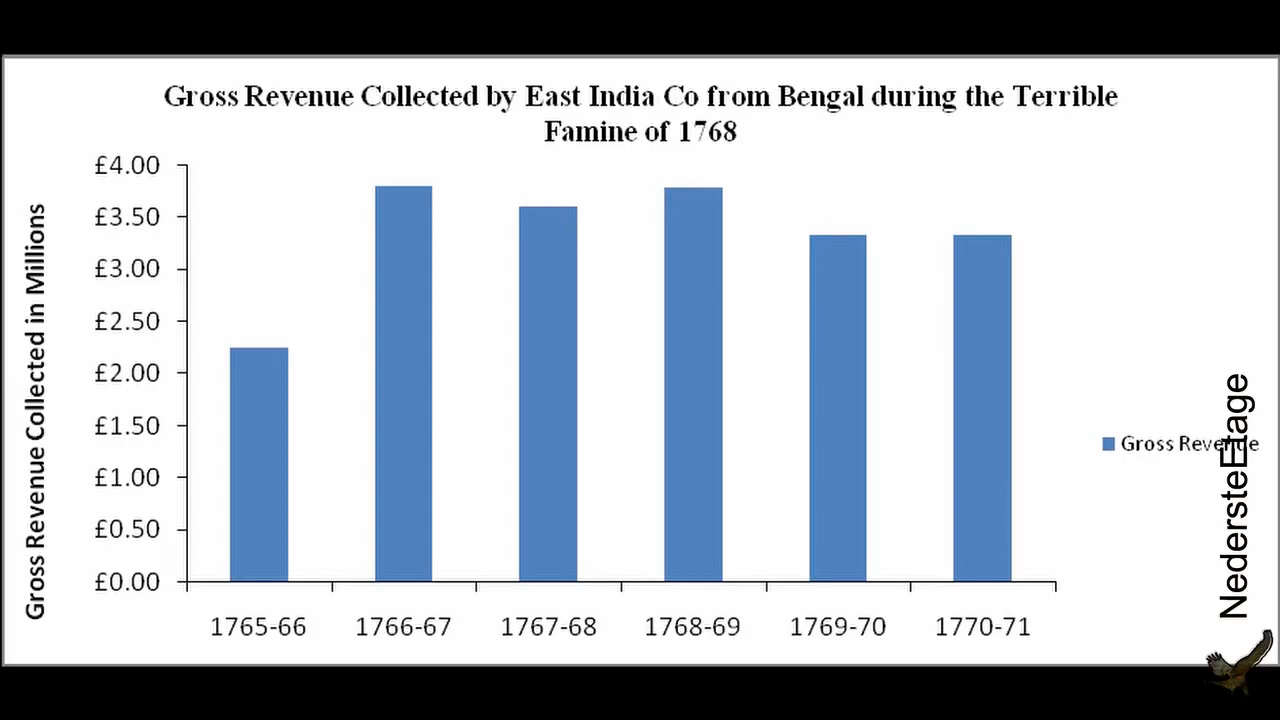 Gross Revenue Collected by East India Co from Bengal during the Terrible
Famine of 1768
Gross Revenue Collected in Millions
£4.00
£3.50
£3.00
£2.50
£2.00
£1.50
£1.00
£0.50
£0.00
1765-66 1766-67 1767-68 1768-69 1769-70 1770-71
Gross Revenue
NedersteEtage